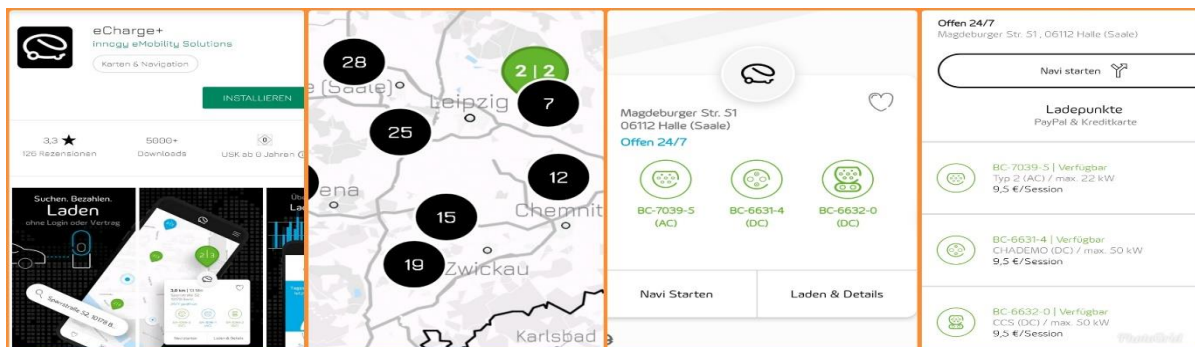 eCharge+
innogy eMobility Solutions
Karten & Navigation
INSTALLIEREN
3,3 ★
126 Rezensionen
5000+
Downloads
0
USK ab 0 Jahren
Suchen. Bezahlen.
Laden
ohne Login oder Vertrag
2|3
28
(Saale)
2|2
Leipzig
7
25
12
ena
Chemnit
15
19
Zwickau
Karlsbad
Magdeburger Str. 51
06112 Halle (Saale)
Offen 24/7
BC-7039-5
(AC)
BC-6631-4
(DC)
BC-6632-0
(DC)
Navi Starten
Laden & Details
Offen 24/7
Magdeburger Str. 51 , 06112 Halle (Saale)
Navi starten
Ladepunkte
PayPal & Kreditkarte
BC-7039-5 | Verfügbar
Typ 2 (AC) / max. 22 kW
9,5 €/Session
BC-6631-4 | Verfügbar
CHADEMO (DC) / max. 50 kW
9,5 €/Session
BC-6632-0 | Verfügbar
CCS (DC) / max. 50 kW
9,5 €/Session
PhotoGrid